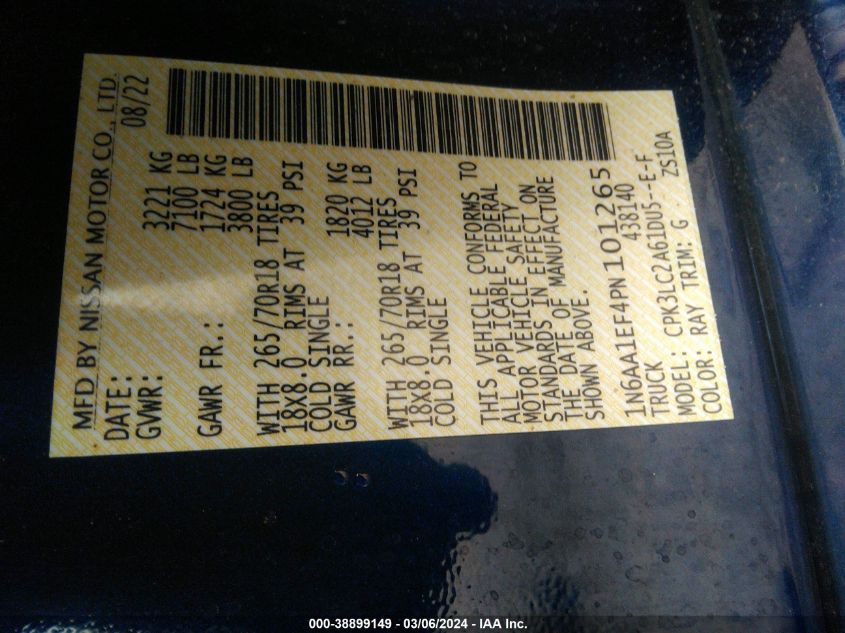 MFD BY NISSAN MOTOR CO., LTD.
DATE: 08/22
GVWR: 3221 KG
7100 LB
GAWR FR.: 1724 KG
3800 LB
WITH 265/70R18 TIRES
18X8.0 RIMS AT 39 PSI
COLD SINGLE
GAWR RR.: 1820 KG
4012 LB
WITH 265/70R18 TIRES
18X8.0 RIMS AT 39 PSI
COLD SINGLE
THIS VEHICLE CONFORMS TO
ALL APPLICABLE FEDERAL
MOTOR VEHICLE SAFETY
STANDARDS IN EFFECT ON
THE DATE OF MANUFACTURE
SHOWN ABOVE.
1N6AA1EF4PN101265
TRUCK 438140
MODEL: CPK3LC2A61DU5--E-F
COLOR: RAY TRIM: G ZS10A
000-38899149 - 03/06/2024 - IAA Inc.